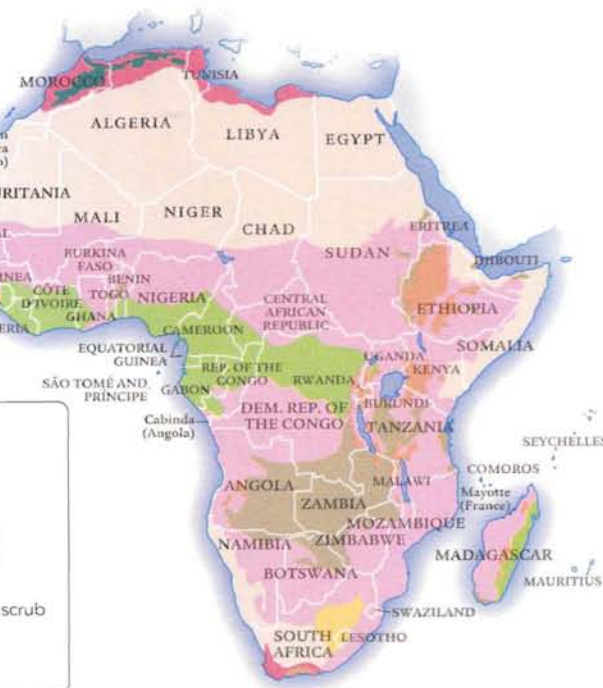 MOROCCO
TUNISIA
ALGERIA
LIBYA
EGYPT
RITANIA
MALI
NIGER
CHAD
SUDAN
ERITREA
DJIBOUTI
BURKINA
FASO
BENIN
INEA
CÔTE
D'IVOIRE
TOGO
NIGERIA
GHANA
ERIA
CENTRAL
AFRICAN
REPUBLIC
ETHIOPIA
CAMEROON
SOMALIA
EQUATORIAL
GUINEA
UGANDA
KENYA
REP. OF THE
CONGO
SÃO TOMÉ AND
PRÍNCIPE
GABON
RWANDA
BURUNDI
DEM. REP. OF
THE CONGO
Cabinda
(Angola)
TANZANIA
SEYCHELLES
COMOROS
Mayotte
(France)
ANGOLA
MALAWI
ZAMBIA
MOZAMBIQUE
ZIMBABWE
NAMIBIA
MADAGASCAR
BOTSWANA
MAURITIUS
scrub
SWAZILAND
SOUTH
AFRICA
LESOTHO